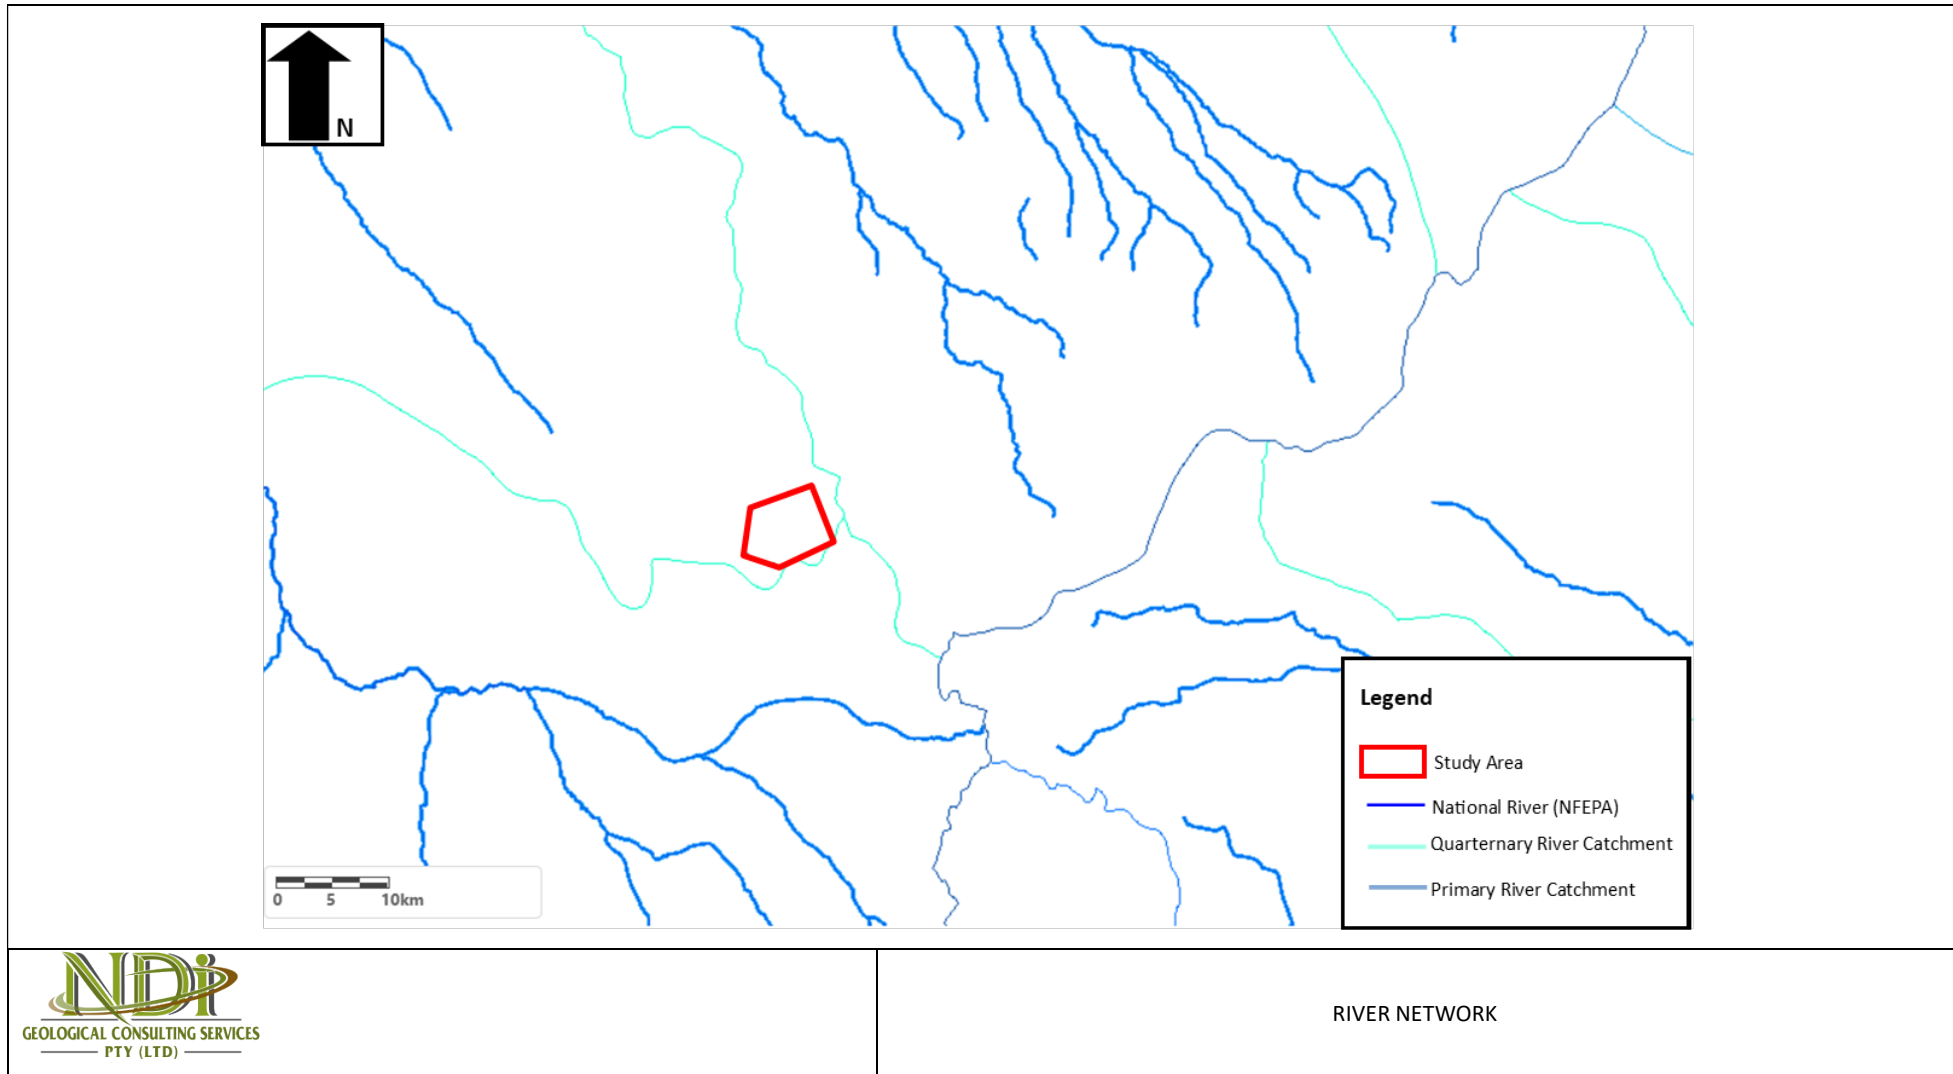 N
Legend
Study Area
National River (NFEPA)
Quarternary River Catchment
Primary River Catchment
0 5 10km
NDi
GEOLOGICAL CONSULTING SERVICES
PTY (LTD)
RIVER NETWORK